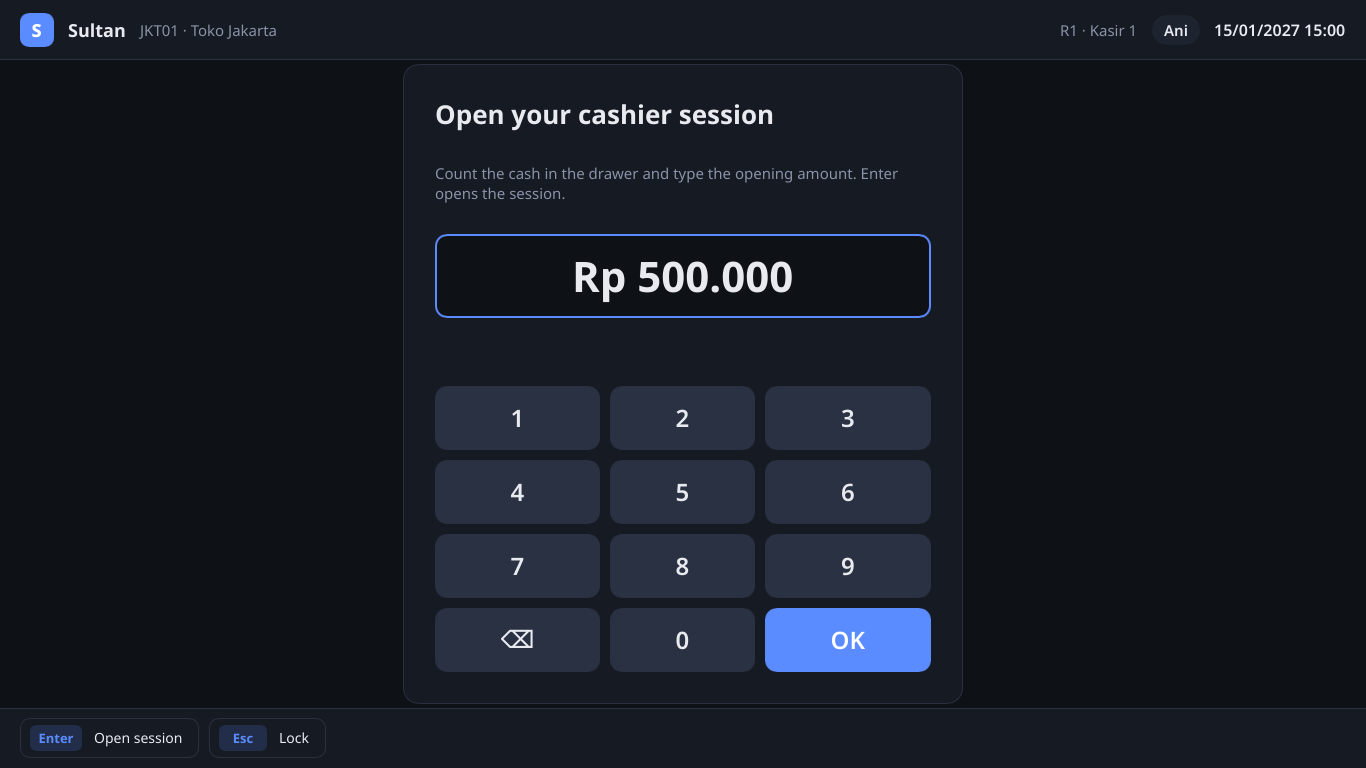 S Sultan JKT01 · Toko Jakarta R1 · Kasir 1 Ani 15/01/2027 15:00
Open your cashier session
Count the cash in the drawer and type the opening amount. Enter
opens the session.
Rp 500.000
1 2 3
4 5 6
7 8 9
⌫ 0 OK
Enter Open session Esc Lock